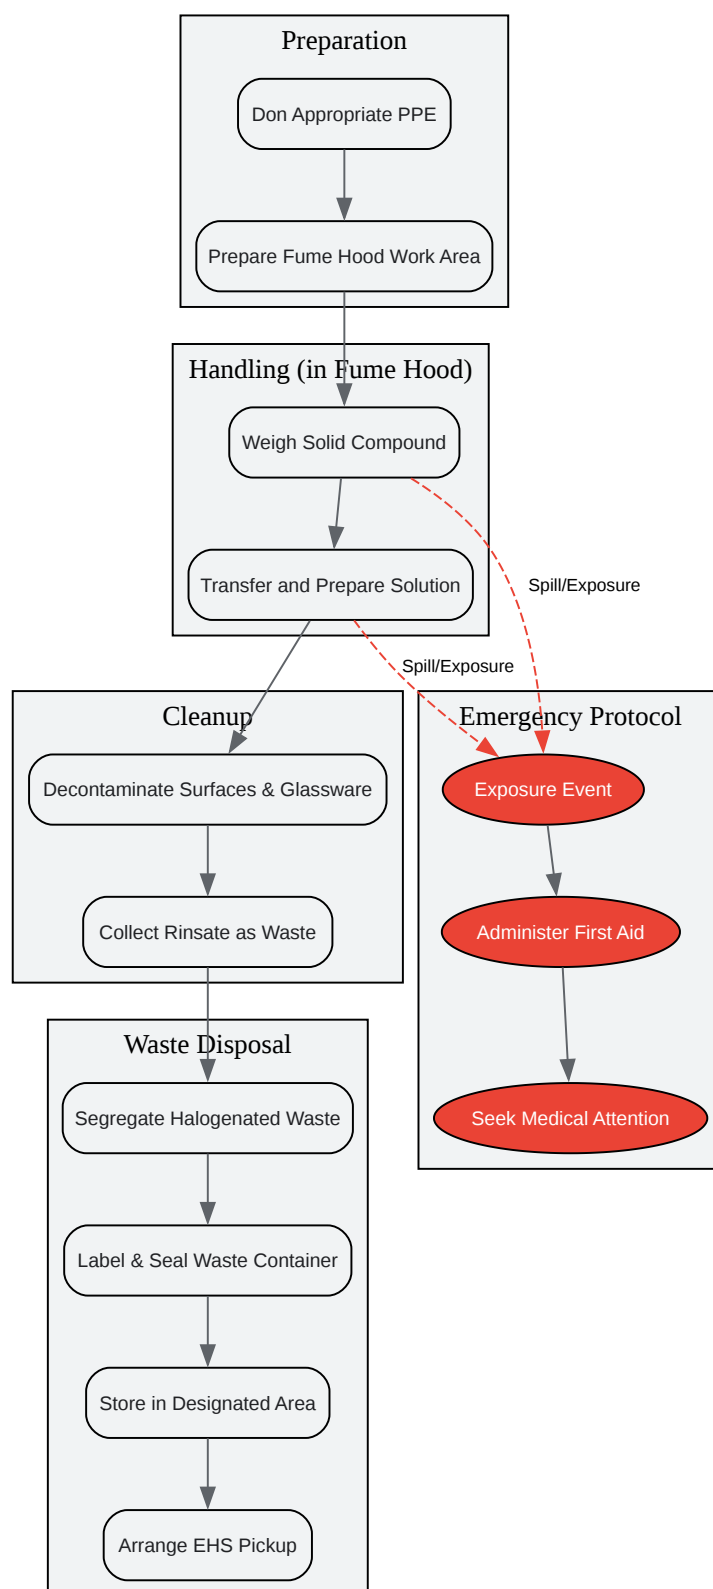 Preparation
Don Appropriate PPE
Prepare Fume Hood Work Area
Handling (in Fume Hood)
Weigh Solid Compound
Transfer and Prepare Solution
Spill/Exposure
Spill/Exposure
Cleanup
Decontaminate Surfaces & Glassware
Collect Rinsate as Waste
Emergency Protocol
Exposure Event
Administer First Aid
Seek Medical Attention
Waste Disposal
Segregate Halogenated Waste
Label & Seal Waste Container
Store in Designated Area
Arrange EHS Pickup